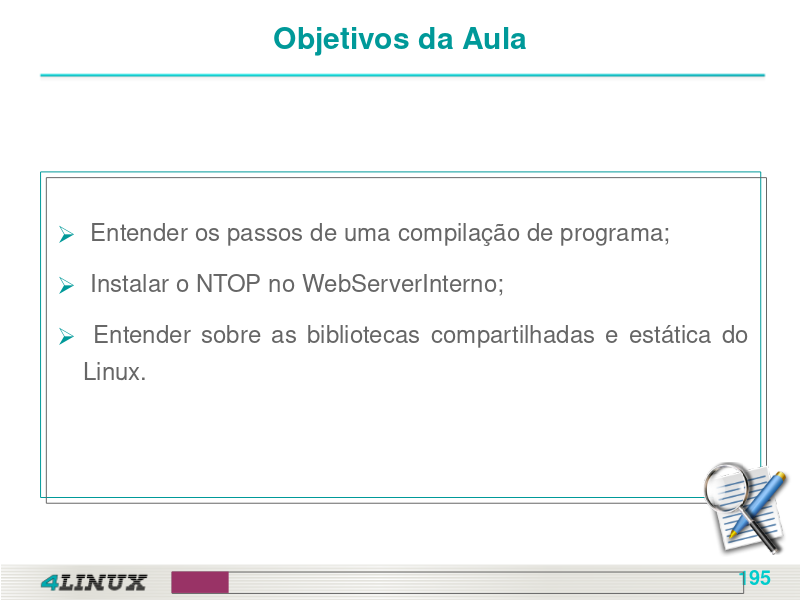 Objetivos da Aula
Entender os passos de uma compilação de programa;
Instalar o NTOP no WebServerInterno;
Entender sobre as bibliotecas compartilhadas e estática do
Linux.
4LINUX
195